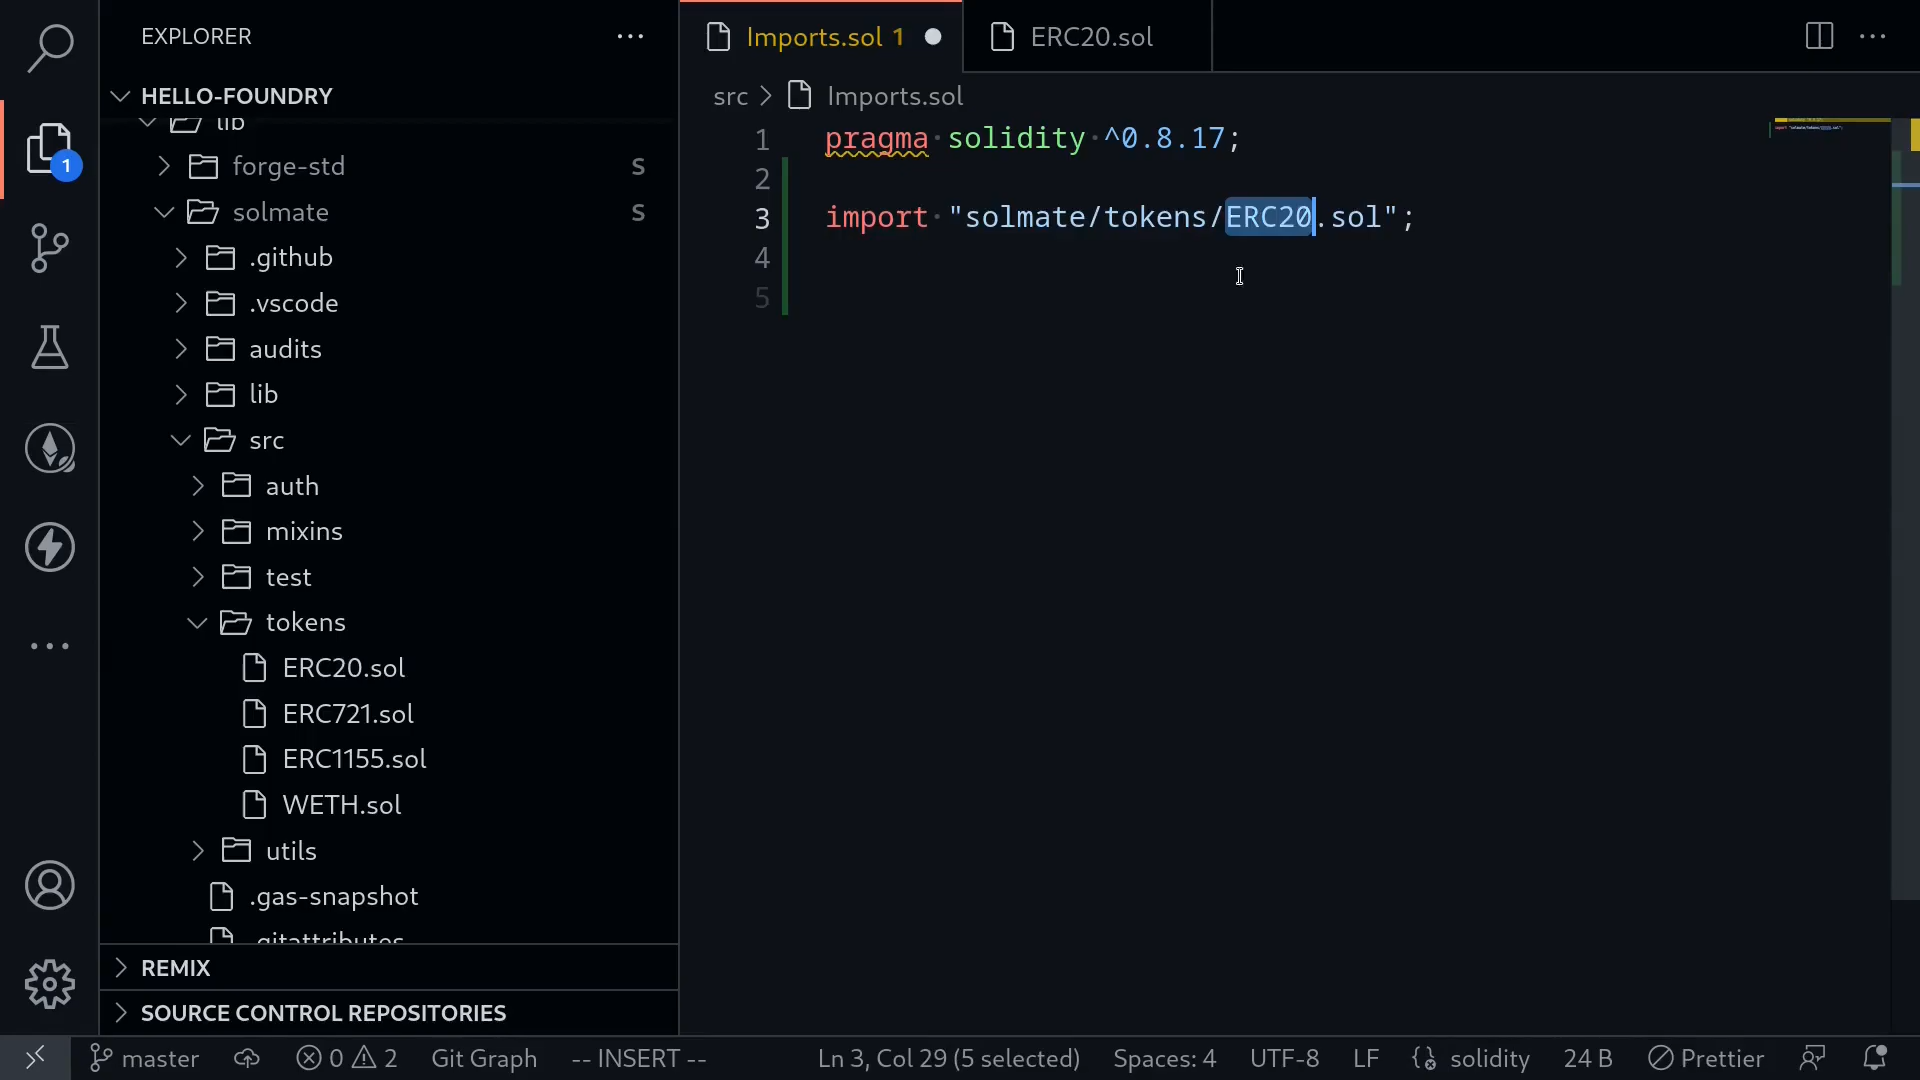 EXPLORER
HELLO-FOUNDRY
lib
forge-std S
solmate S
.github
.vscode
audits
lib
src
auth
mixins
test
tokens
ERC20.sol
ERC721.sol
ERC1155.sol
WETH.sol
utils
.gas-snapshot
.gitattributes
REMIX
SOURCE CONTROL REPOSITORIES
1
Imports.sol 1
ERC20.sol
src > Imports.sol
1 pragma solidity ^0.8.17;
2
3 import "solmate/tokens/ERC20.sol";
4
5
master 0 2 Git Graph -- INSERT -- Ln 3, Col 29 (5 selected) Spaces: 4 UTF-8 LF solidity 24 B Prettier